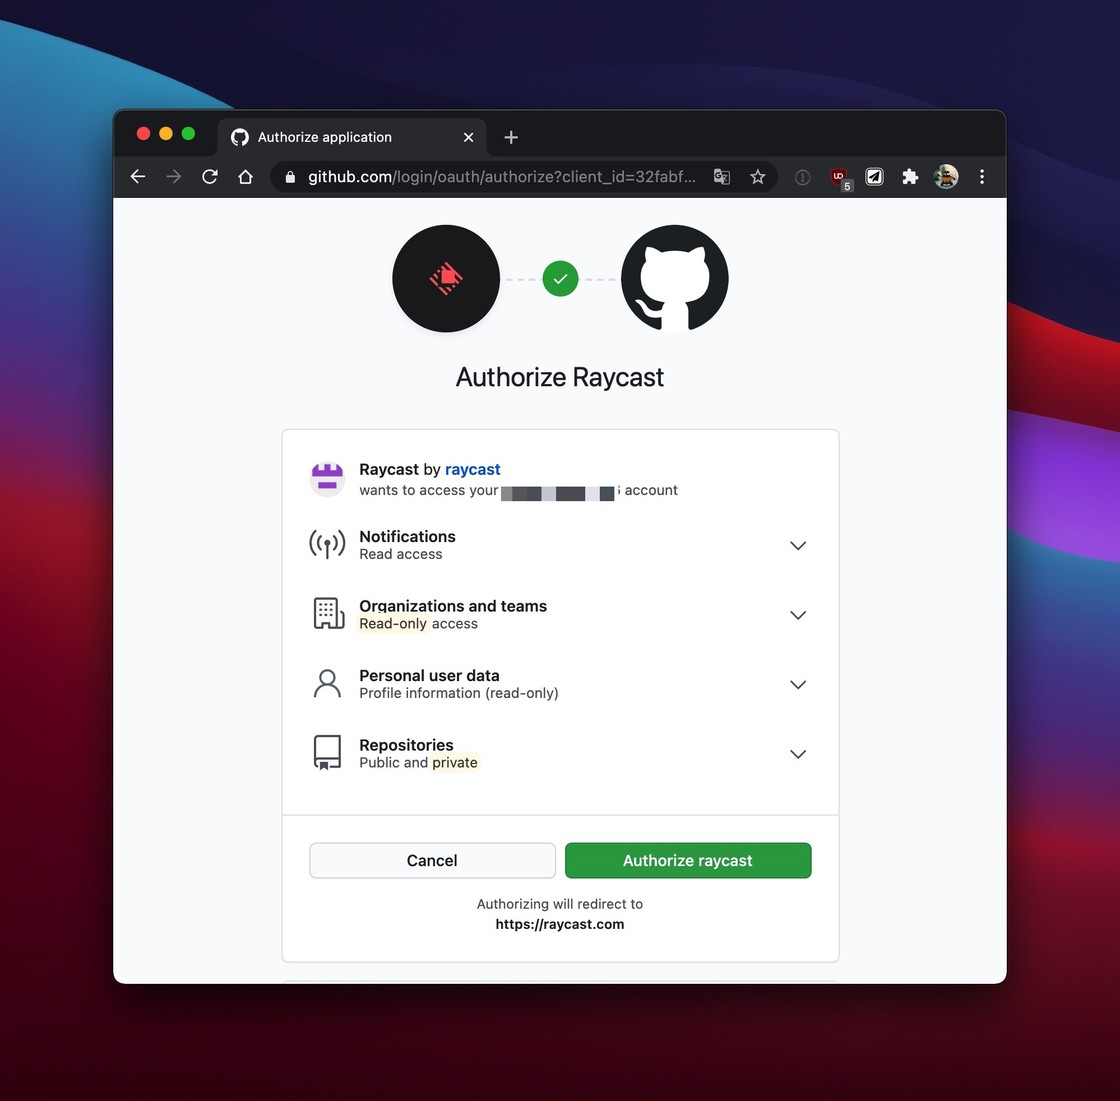 Authorize application
github.com/login/oauth/authorize?client_id=32fabf...
5
Authorize Raycast
Raycast by raycast
wants to access your account
Notifications
Read access
Organizations and teams
Read-only access
Personal user data
Profile information (read-only)
Repositories
Public and private
Cancel
Authorize raycast
Authorizing will redirect to
https://raycast.com